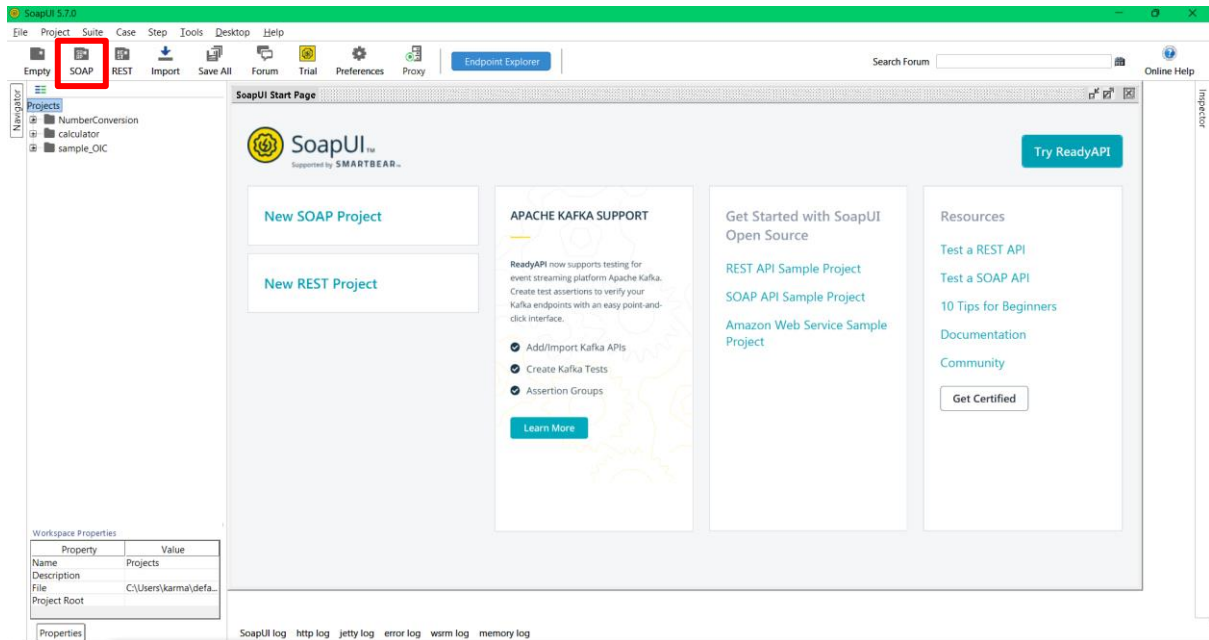 SoapUI 5.7.0
File Project Suite Case Step Tools Desktop Help
Empty SOAP REST Import Save All Forum Trial Preferences Proxy Endpoint Explorer Search Forum Online Help
Navigator
Projects
NumberConversion
calculator
sample_OIC
Workspace Properties
Property Value
Name Projects
Description
File C:\Users\karma\defa...
Project Root
Properties
SoapUI Start Page
SoapUI™
Supported by SMARTBEAR™
Try ReadyAPI
New SOAP Project
New REST Project
APACHE KAFKA SUPPORT
ReadyAPI now supports testing for
event streaming platform Apache Kafka.
Create test assertions to verify your
Kafka endpoints with an easy point-and-
click interface.
Add/Import Kafka APIs
Create Kafka Tests
Assertion Groups
Learn More
Get Started with SoapUI
Open Source
REST API Sample Project
SOAP API Sample Project
Amazon Web Service Sample
Project
Resources
Test a REST API
Test a SOAP API
10 Tips for Beginners
Documentation
Community
Get Certified
Inspector
SoapUI log http log jetty log error log wsrm log memory log